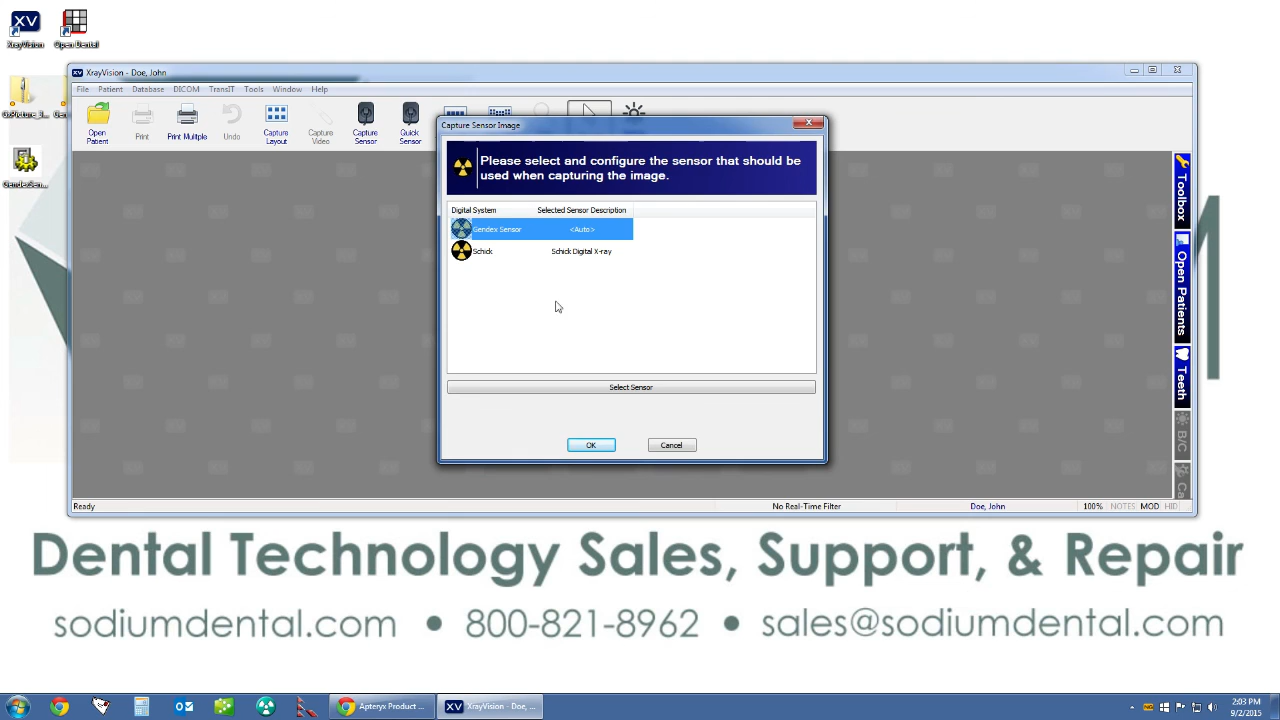 XrayVision
Open Dental
GxPicture_B...
GendexSen...
XrayVision - Doe, John
File Patient Database DICOM TransIT Tools Window Help
Open Patient
Print
Print Multiple
Undo
Capture Layout
Capture Video
Capture Sensor
Quick Sensor
Capture Sensor Image
Please select and configure the sensor that should be
used when capturing the image.
Digital System Selected Sensor Description
Gendex Sensor <Auto>
Schick Schick Digital X-ray
Select Sensor
OK Cancel
Toolbox
Open Patients
Teeth
B/C
Ca
Ready No Real-Time Filter Doe, John 100% NOTES MOD HID
Dental Technology Sales, Support, & Repair
sodiumdental.com • 800-821-8962 • sales@sodiumdental.com
Apteryx Product ...
XrayVision - Doe, ...
2:03 PM
9/2/2015